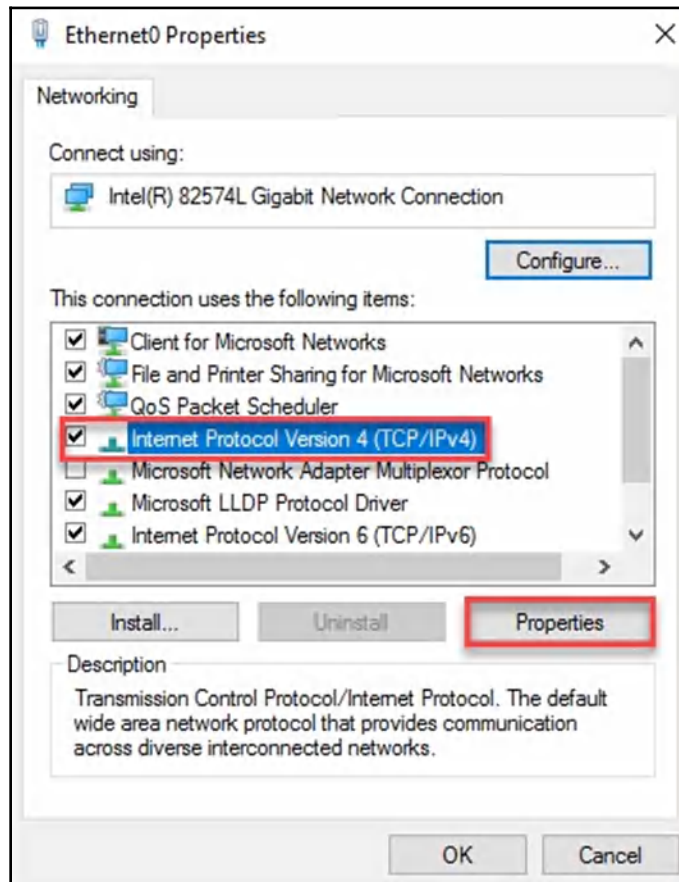 Ethernet0 Properties
Networking
Connect using:
Intel(R) 82574L Gigabit Network Connection
Configure...
This connection uses the following items:
Client for Microsoft Networks
File and Printer Sharing for Microsoft Networks
QoS Packet Scheduler
Internet Protocol Version 4 (TCP/IPv4)
Microsoft Network Adapter Multiplexor Protocol
Microsoft LLDP Protocol Driver
Internet Protocol Version 6 (TCP/IPv6)
Install...
Uninstall
Properties
Description
Transmission Control Protocol/Internet Protocol. The default
wide area network protocol that provides communication
across diverse interconnected networks.
OK
Cancel